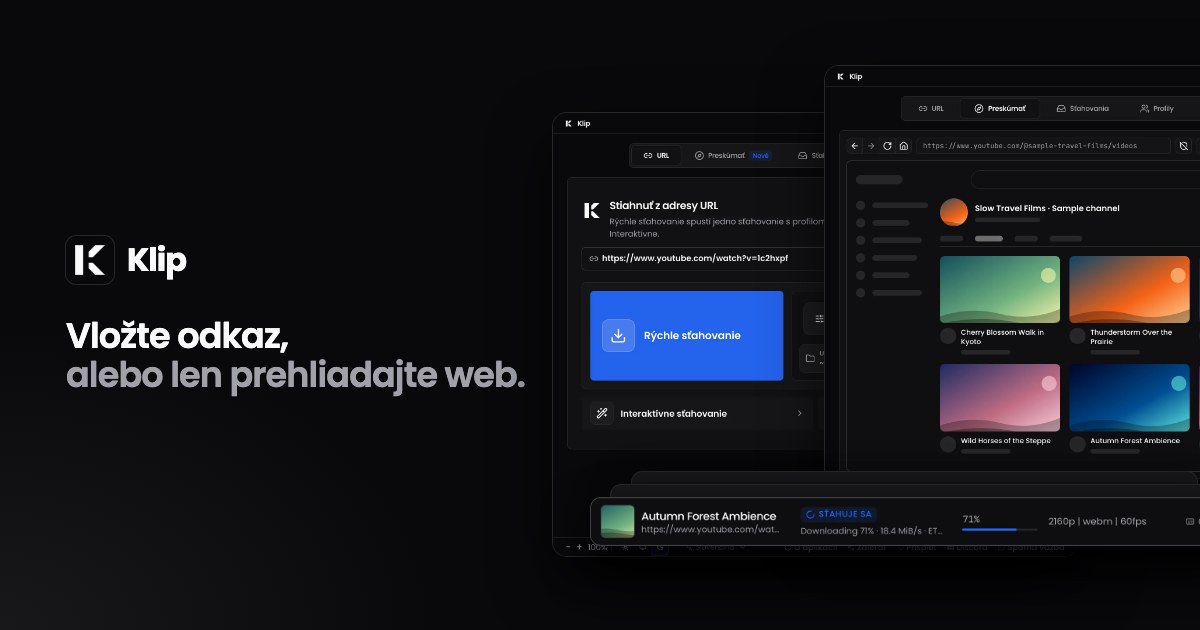 Klip
Vložte odkaz,
alebo len prehliadajte web.
Klip
URL
Preskúmať
Nové
Stiahnuť z adresy URL
Rýchle sťahovanie spustí jedno sťahovanie s profilom
Interaktívne.
https://www.youtube.com/watch?v=1c2hxpf
Rýchle sťahovanie
Interaktívne sťahovanie
Klip
URL
Preskúmať
Sťahovania
Profily
https://www.youtube.com/@sample-travel-films/videos
Slow Travel Films · Sample channel
Cherry Blossom Walk in
Kyoto
Thunderstorm Over the
Prairie
Wild Horses of the Steppe
Autumn Forest Ambience
Autumn Forest Ambience
https://www.youtube.com/wat...
SŤAHUJE SA
Downloading 71% · 18.4 MiB/s · ET...
71%
2160p | webm | 60fps
100%